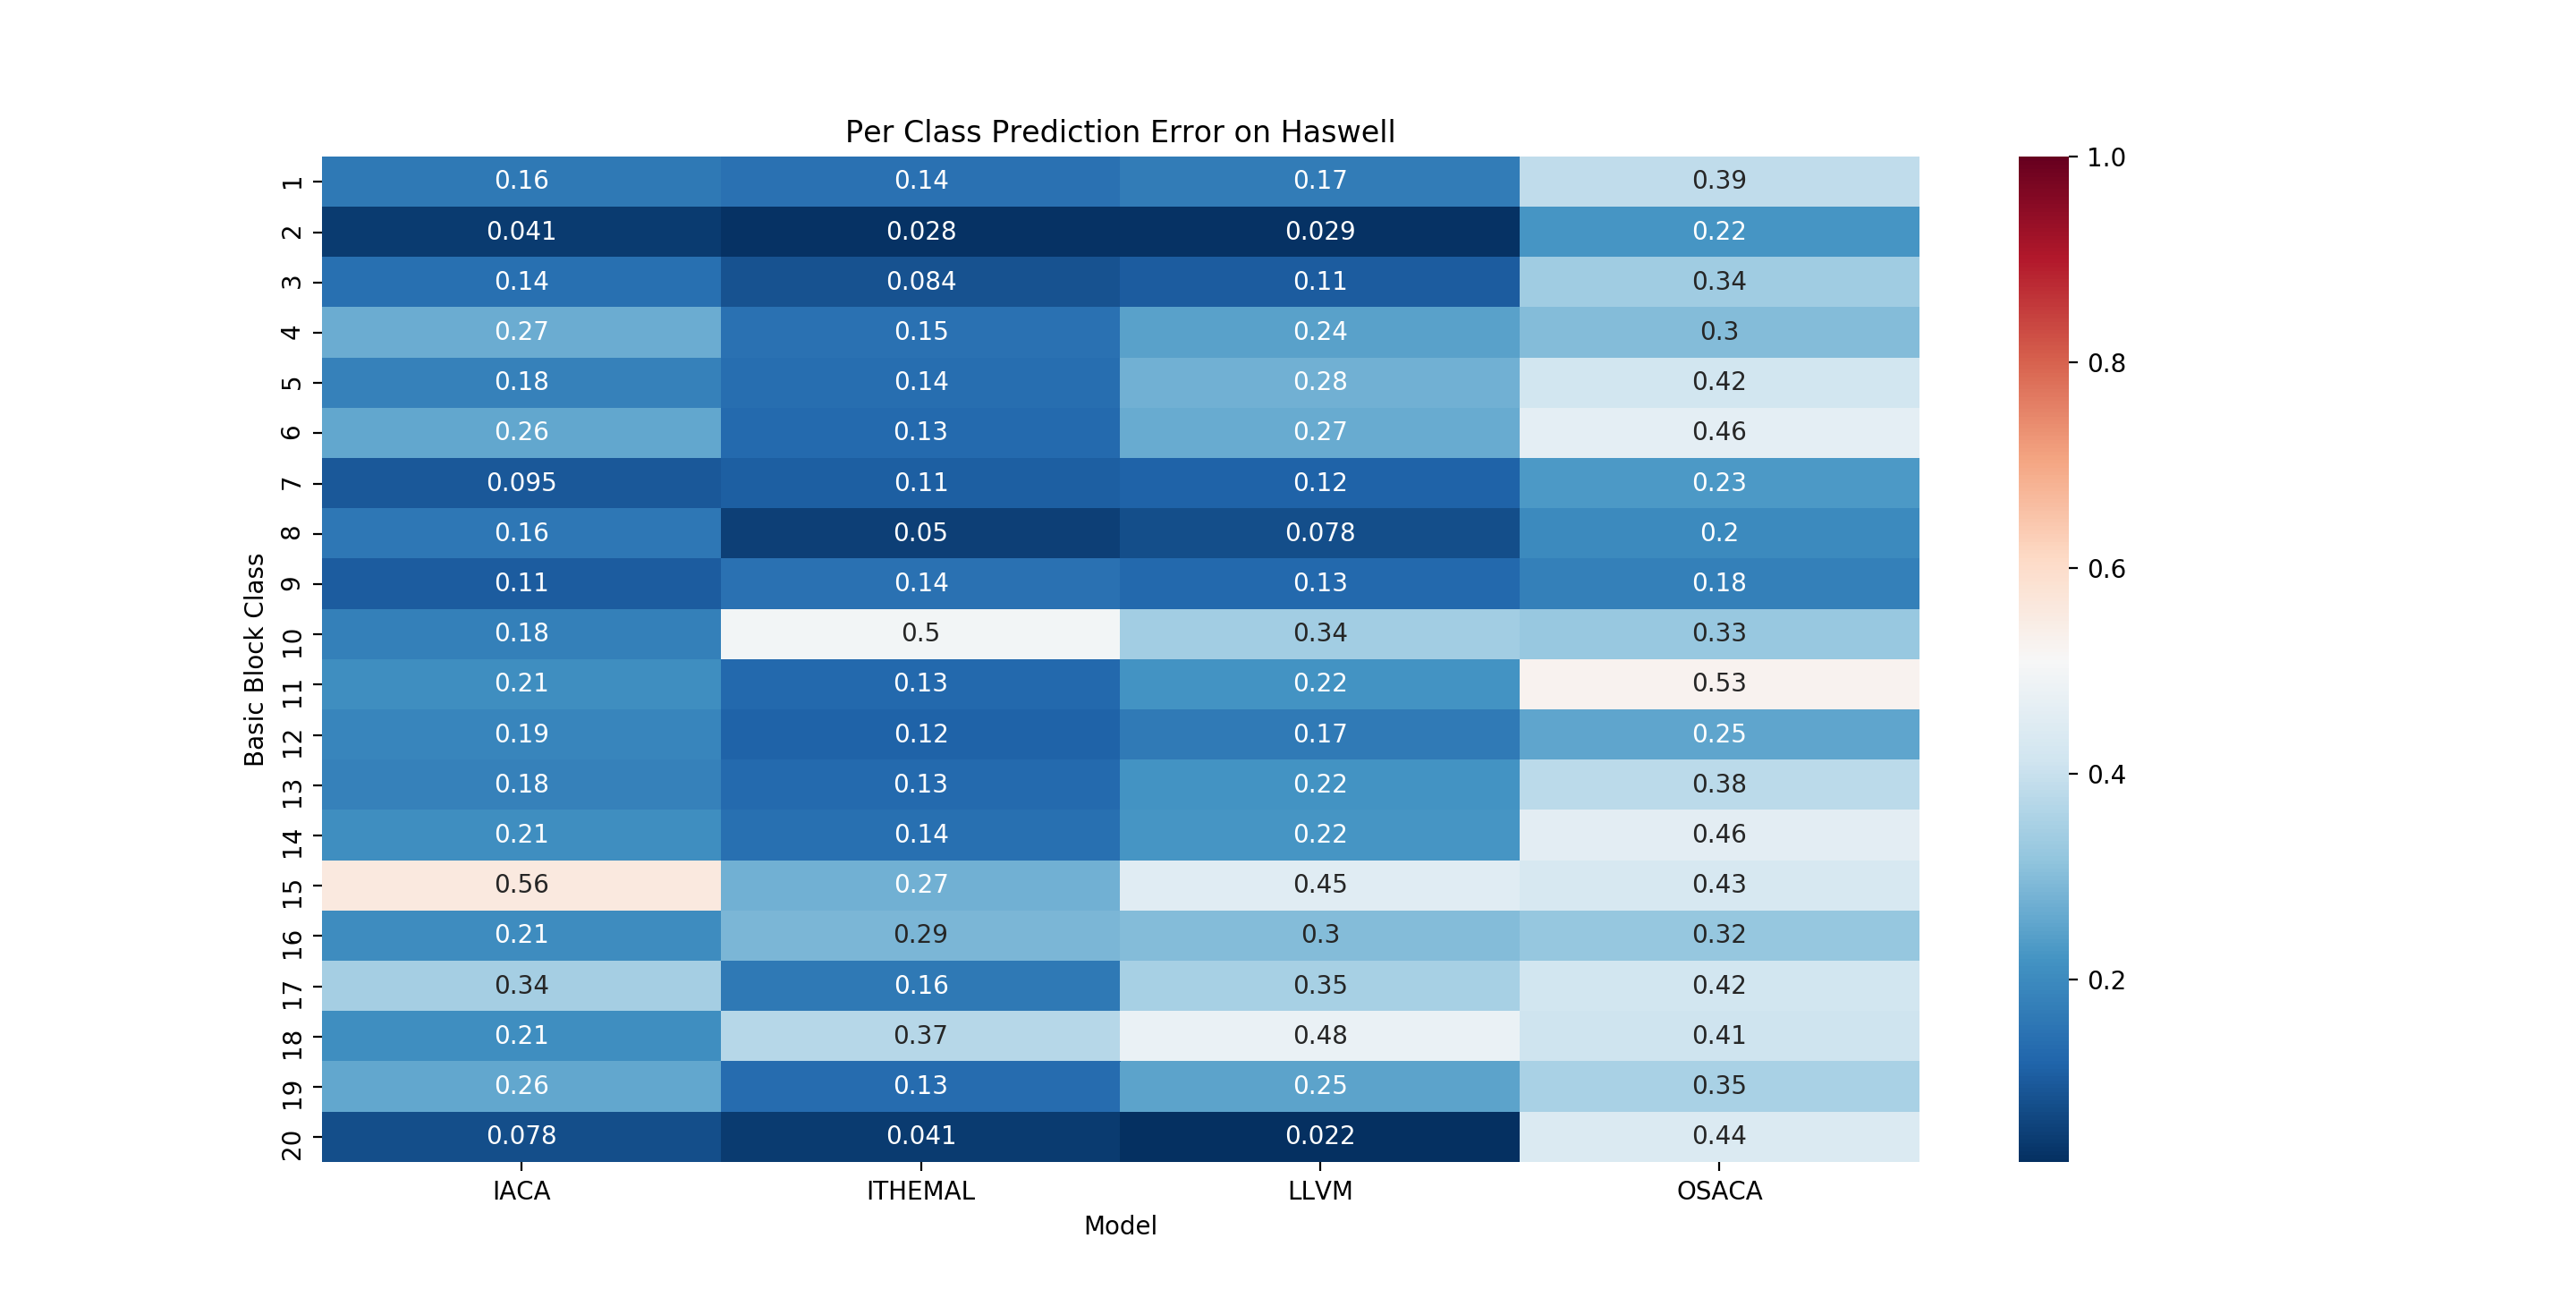 Per Class Prediction Error on Haswell
1 0.16 0.14 0.17 0.39
2 0.041 0.028 0.029 0.22
3 0.14 0.084 0.11 0.34
4 0.27 0.15 0.24 0.3
5 0.18 0.14 0.28 0.42
6 0.26 0.13 0.27 0.46
7 0.095 0.11 0.12 0.23
8 0.16 0.05 0.078 0.2
9 0.11 0.14 0.13 0.18
10 0.18 0.5 0.34 0.33
11 0.21 0.13 0.22 0.53
12 0.19 0.12 0.17 0.25
13 0.18 0.13 0.22 0.38
14 0.21 0.14 0.22 0.46
15 0.56 0.27 0.45 0.43
16 0.21 0.29 0.3 0.32
17 0.34 0.16 0.35 0.42
18 0.21 0.37 0.48 0.41
19 0.26 0.13 0.25 0.35
20 0.078 0.041 0.022 0.44
IACA ITHEMAL LLVM OSACA
Model
Basic Block Class
1.0
0.8
0.6
0.4
0.2